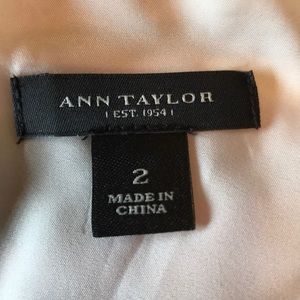 ANN TAYLOR
| EST. 1954 |
2
MADE IN
CHINA